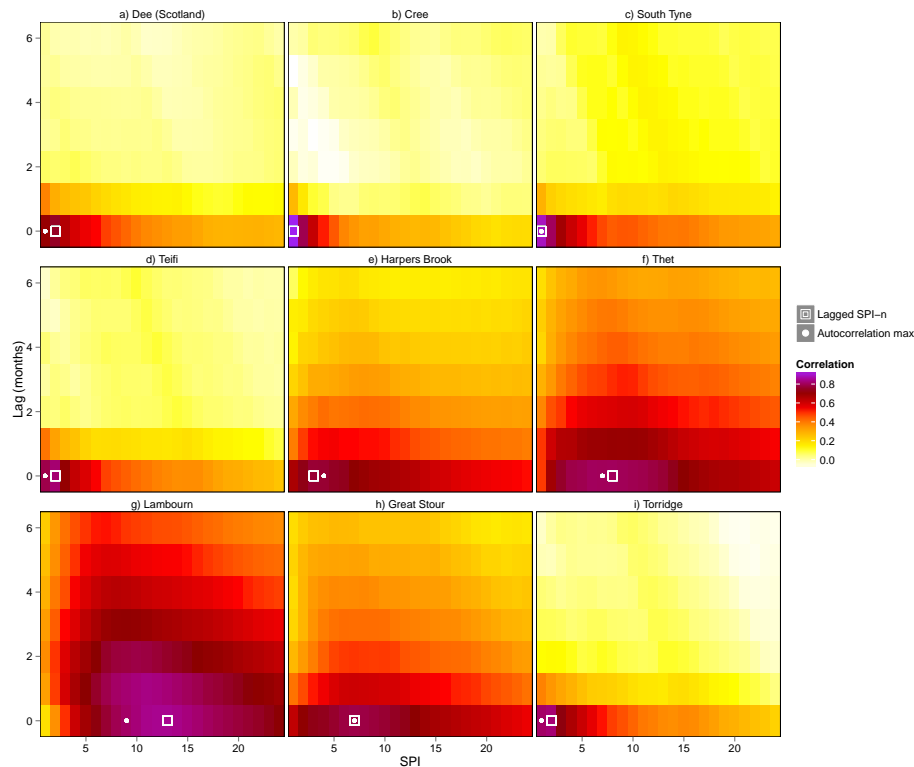 a) Dee (Scotland)
b) Cree
c) South Tyne
6
4
2
0
d) Teifi
e) Harpers Brook
f) Thet
6
4
2
0
Lag (months)
g) Lambourn
h) Great Stour
i) Torridge
6
4
2
0
5 10 15 20
5 10 15 20
5 10 15 20
SPI
Lagged SPI−n
Autocorrelation max
Correlation
0.8
0.6
0.4
0.2
0.0